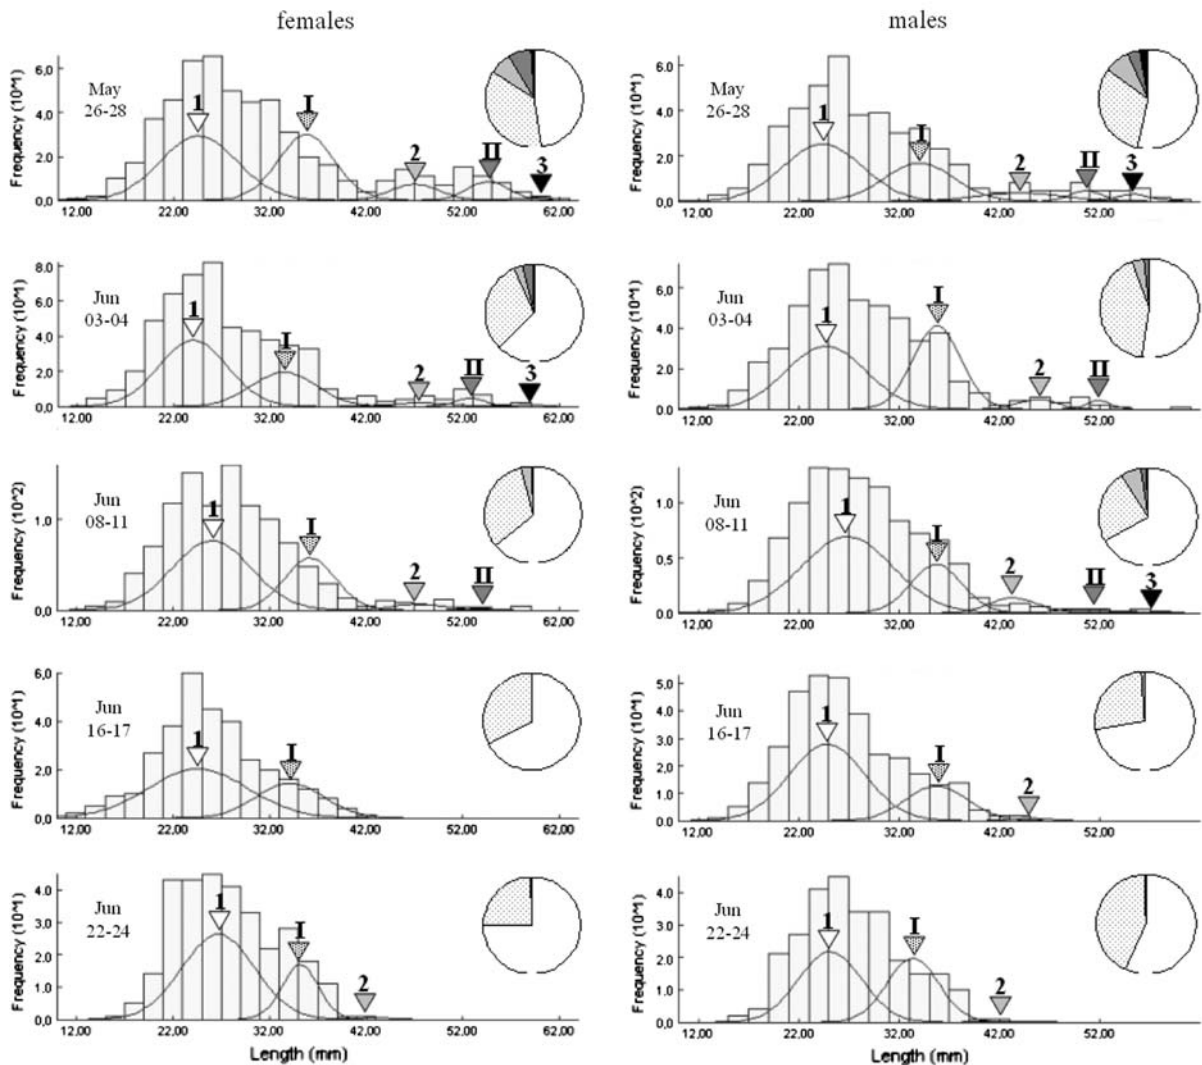 females
males
Frequency (10^1)
6,0
4,0
2,0
0,0
May
26-28
1
I
2
II
3
12,00 22,00 32,00 42,00 52,00 62,00
Frequency (10^1)
6,0
4,0
2,0
0,0
May
26-28
1
I
2
II
3
12,00 22,00 32,00 42,00 52,00
Frequency (10^1)
8,0
6,0
4,0
2,0
0,0
Jun
03-04
1
I
2
II
3
12,00 22,00 32,00 42,00 52,00 62,00
Frequency (10^1)
6,0
4,0
2,0
0,0
Jun
03-04
1
I
2
II
12,00 22,00 32,00 42,00 52,00
Frequency (10^2)
1,0
0,0
Jun
08-11
1
I
2
II
12,00 22,00 32,00 42,00 52,00 62,00
Frequency (10^2)
1,0
0,5
0,0
Jun
08-11
1
I
2
II
3
12,00 22,00 32,00 42,00 52,00
Frequency (10^1)
6,0
4,0
2,0
0,0
Jun
16-17
1
I
12,00 22,00 32,00 42,00 52,00 62,00
Frequency (10^1)
5,0
4,0
3,0
2,0
1,0
0,0
Jun
16-17
1
I
2
12,00 22,00 32,00 42,00 52,00
Frequency (10^1)
4,0
3,0
2,0
1,0
0,0
Jun
22-24
1
I
2
12,00 22,00 32,00 42,00 52,00 62,00
Length (mm)
Frequency (10^1)
4,0
3,0
2,0
1,0
0,0
Jun
22-24
1
I
2
12,00 22,00 32,00 42,00 52,00
Length (mm)